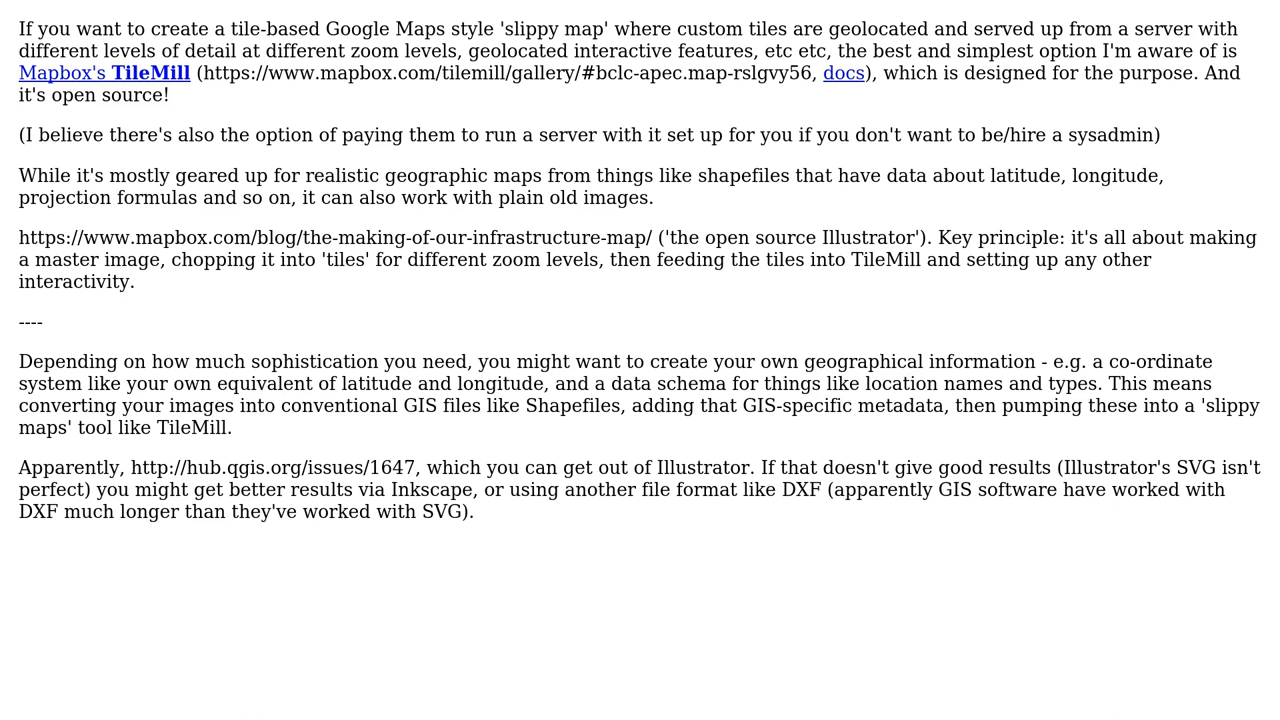 If you want to create a tile-based Google Maps style 'slippy map' where custom tiles are geolocated and served up from a server with
different levels of detail at different zoom levels, geolocated interactive features, etc etc, the best and simplest option I'm aware of is
Mapbox's TileMill (https://www.mapbox.com/tilemill/gallery/#bclc-apec.map-rslgvy56, docs), which is designed for the purpose. And
it's open source!
(I believe there's also the option of paying them to run a server with it set up for you if you don't want to be/hire a sysadmin)
While it's mostly geared up for realistic geographic maps from things like shapefiles that have data about latitude, longitude,
projection formulas and so on, it can also work with plain old images.
https://www.mapbox.com/blog/the-making-of-our-infrastructure-map/ ('the open source Illustrator'). Key principle: it's all about making
a master image, chopping it into 'tiles' for different zoom levels, then feeding the tiles into TileMill and setting up any other
interactivity.
----
Depending on how much sophistication you need, you might want to create your own geographical information - e.g. a co-ordinate
system like your own equivalent of latitude and longitude, and a data schema for things like location names and types. This means
converting your images into conventional GIS files like Shapefiles, adding that GIS-specific metadata, then pumping these into a 'slippy
maps' tool like TileMill.
Apparently, http://hub.qgis.org/issues/1647, which you can get out of Illustrator. If that doesn't give good results (Illustrator's SVG isn't
perfect) you might get better results via Inkscape, or using another file format like DXF (apparently GIS software have worked with
DXF much longer than they've worked with SVG).